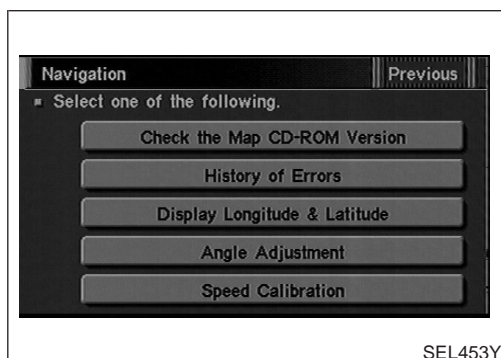 Navigation Previous
Select one of the following.
Check the Map CD-ROM Version
History of Errors
Display Longitude & Latitude
Angle Adjustment
Speed Calibration
SEL453Y